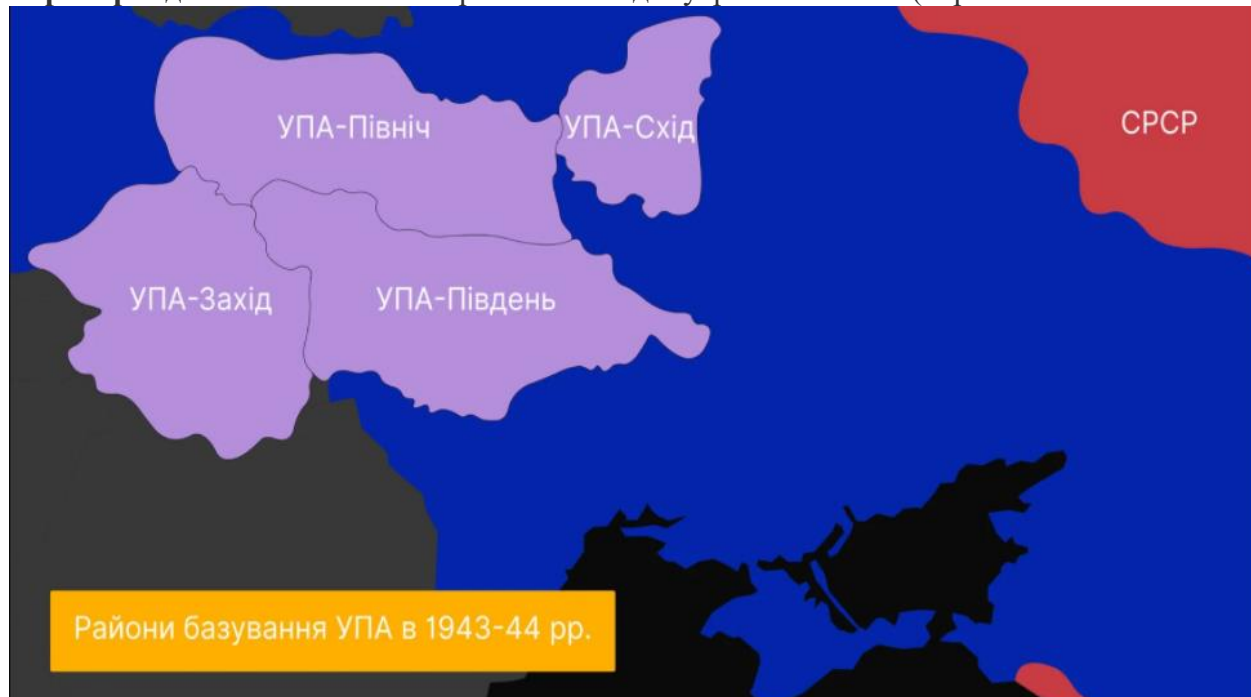 УПА-Північ
УПА-Схід
СРСР
УПА-Захід
УПА-Південь
Райони базування УПА в 1943-44 рр.